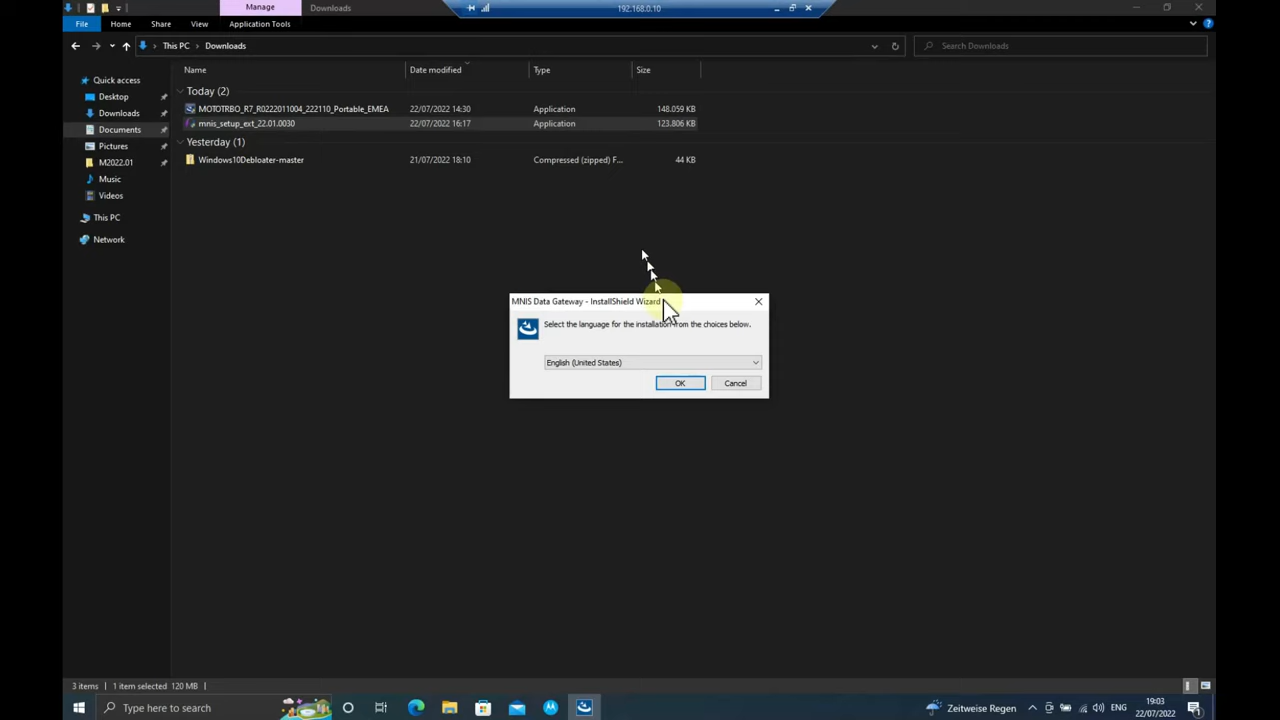 Manage
Downloads
192.168.0.10
File
Home
Share
View
Application Tools
This PC
Downloads
Search Downloads
Name
Date modified
Type
Size
Quick access
Desktop
Downloads
Documents
Pictures
M2022.01
Music
Videos
This PC
Network
Today (2)
MOTOTRBO_R7_R0222011004_222110_Portable_EMEA 22/07/2022 14:30 Application 148.059 KB
mnis_setup_ext_22.01.0030 22/07/2022 16:17 Application 123.806 KB
Yesterday (1)
Windows10Debloater-master 21/07/2022 18:10 Compressed (zipped) F... 44 KB
MNIS Data Gateway - InstallShield Wizard
Select the language for the installation from the choices below.
English (United States)
OK
Cancel
3 items
1 item selected 120 MB
Type here to search
Zeitweise Regen
ENG
19:03
22/07/2022
1